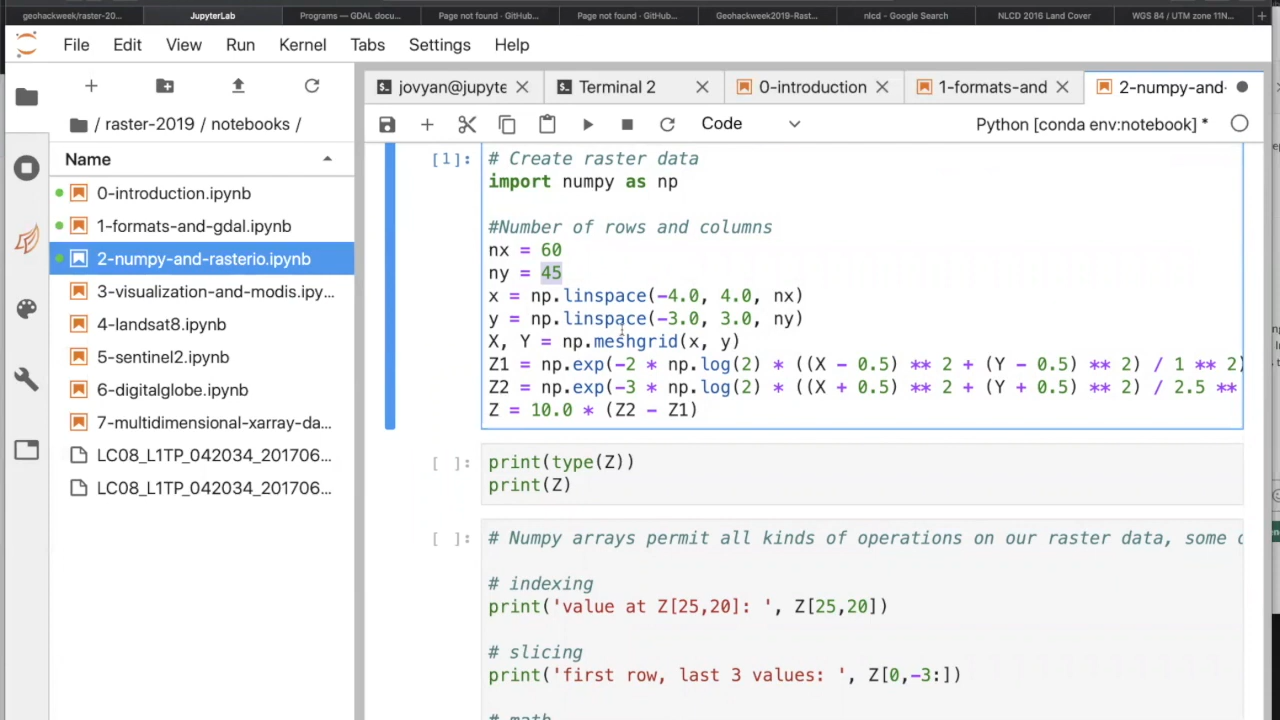 geohackweek/raster-20...
JupyterLab
Programs — GDAL docu...
Page not found · GitHub...
Page not found · GitHub...
Geohackweek2019-Rast...
nlcd - Google Search
NLCD 2016 Land Cover
WGS 84 / UTM zone 11N...
File Edit View Run Kernel Tabs Settings Help
jovyan@jupyte
Terminal 2
0-introduction
1-formats-and
2-numpy-and-
/ raster-2019 / notebooks /
Code
Python [conda env:notebook] *
Name
0-introduction.ipynb
1-formats-and-gdal.ipynb
2-numpy-and-rasterio.ipynb
3-visualization-and-modis.ipy...
4-landsat8.ipynb
5-sentinel2.ipynb
6-digitalglobe.ipynb
7-multidimensional-xarray-da...
LC08_L1TP_042034_201706...
LC08_L1TP_042034_201706...
[1]: # Create raster data
import numpy as np
#Number of rows and columns
nx = 60
ny = 45
x = np.linspace(-4.0, 4.0, nx)
y = np.linspace(-3.0, 3.0, ny)
X, Y = np.meshgrid(x, y)
Z1 = np.exp(-2 * np.log(2) * ((X - 0.5) ** 2 + (Y - 0.5) ** 2) / 1 ** 2)
Z2 = np.exp(-3 * np.log(2) * ((X + 0.5) ** 2 + (Y + 0.5) ** 2) / 2.5 **
Z = 10.0 * (Z2 - Z1)
[ ]: print(type(Z))
print(Z)
[ ]: # Numpy arrays permit all kinds of operations on our raster data, some
# indexing
print('value at Z[25,20]: ', Z[25,20])
# slicing
print('first row, last 3 values: ', Z[0,-3:])
# math